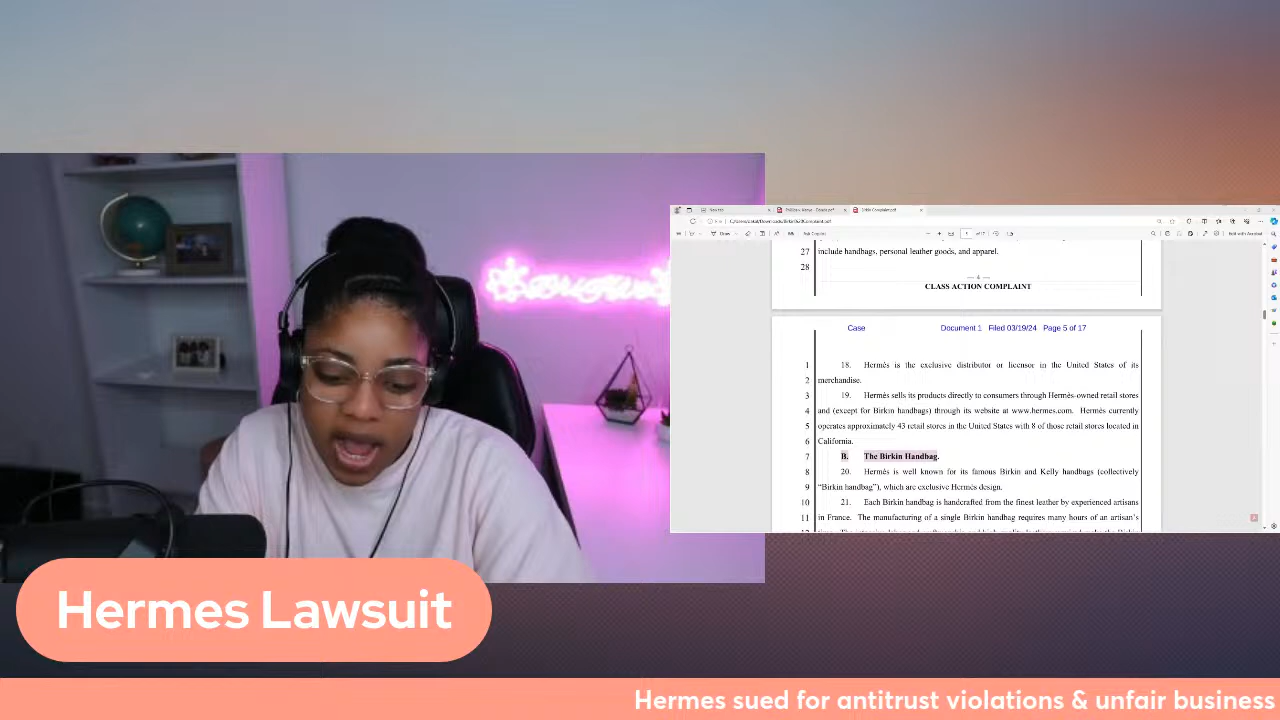 27 include handbags, personal leather goods, and apparel.
28
CLASS ACTION COMPLAINT
Case Document 1 Filed 03/19/24 Page 5 of 17
1 18. Hermès is the exclusive distributor or licensor in the United States of its
2 merchandise.
3 19. Hermès sells its products directly to consumers through Hermès-owned retail stores
4 and (except for Birkin handbags) through its website at www.hermes.com. Hermès currently
5 operates approximately 43 retail stores in the United States with 8 of those retail stores located in
6 California.
7 B. The Birkin Handbag.
8 20. Hermès is well known for its famous Birkin and Kelly handbags (collectively
9 “Birkin handbag”), which are exclusive Hermès design.
10 21. Each Birkin handbag is handcrafted from the finest leather by experienced artisans
11 in France. The manufacturing of a single Birkin handbag requires many hours of an artisan’s
Hermes Lawsuit
Hermes sued for antitrust violations & unfair business